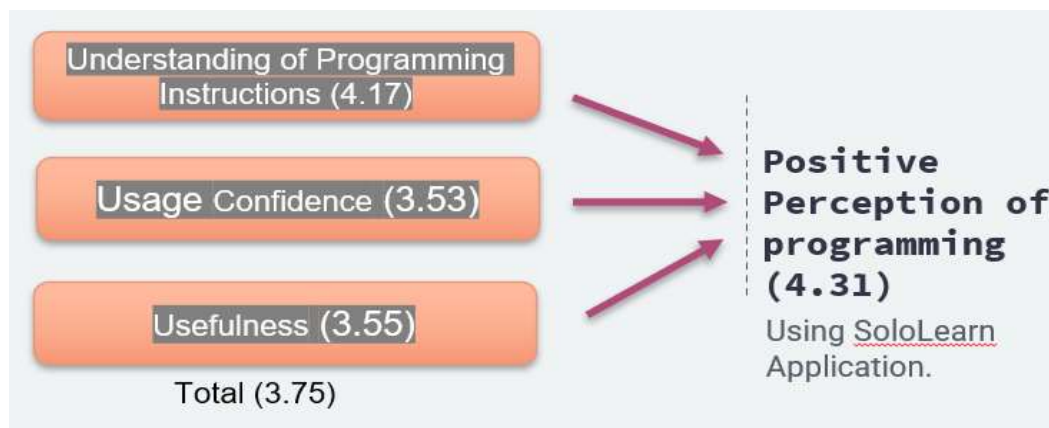 Understanding of Programming
Instructions (4.17)
Usage Confidence (3.53)
Usefulness (3.55)
Total (3.75)
Positive
Perception of
programming
(4.31)
Using SoloLearn
Application.